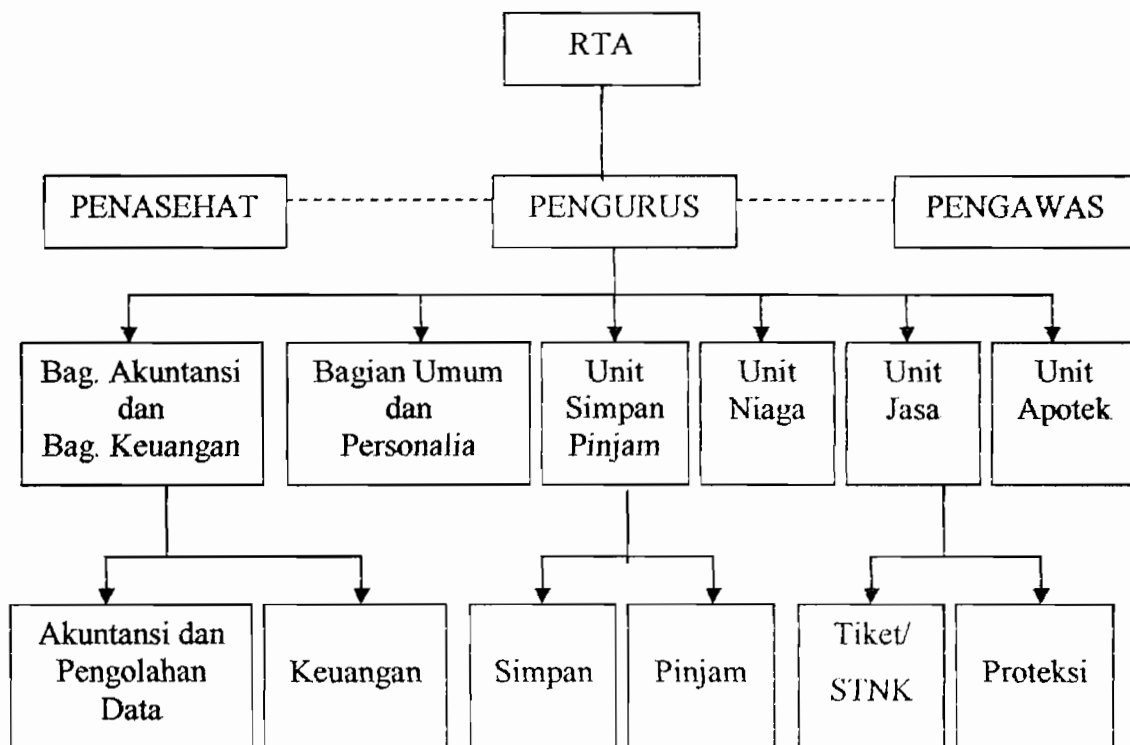 RTA
PENASEHAT
PENGURUS
PENGAWAS
Bag. Akuntansi
dan
Bag. Keuangan
Bagian Umum
dan
Personalia
Unit
Simpan
Pinjam
Unit
Niaga
Unit
Jasa
Unit
Apotek
Akuntansi dan
Pengolahan
Data
Keuangan
Simpan
Pinjam
Tiket/
STNK
Proteksi